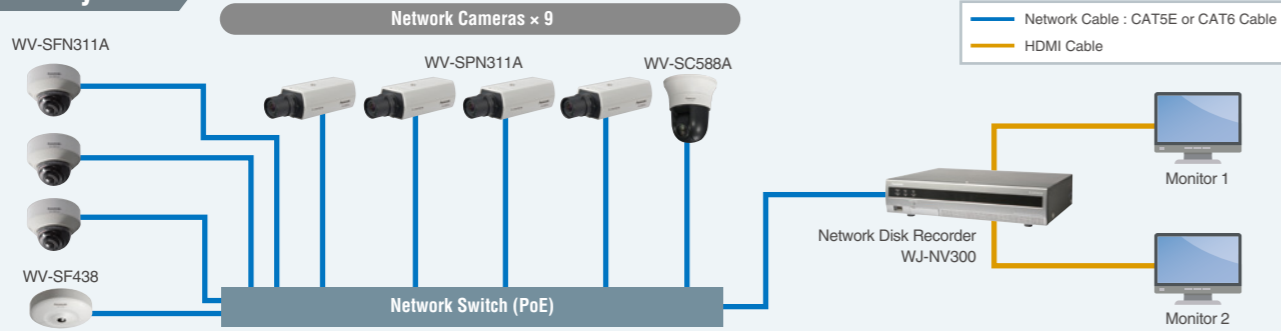 Network Cameras × 9
Network Cable : CAT5E or CAT6 Cable
HDMI Cable
WV-SFN311A
WV-SPN311A
WV-SC588A
Monitor 1
Network Disk Recorder
WJ-NV300
WV-SF438
Network Switch (PoE)
Monitor 2